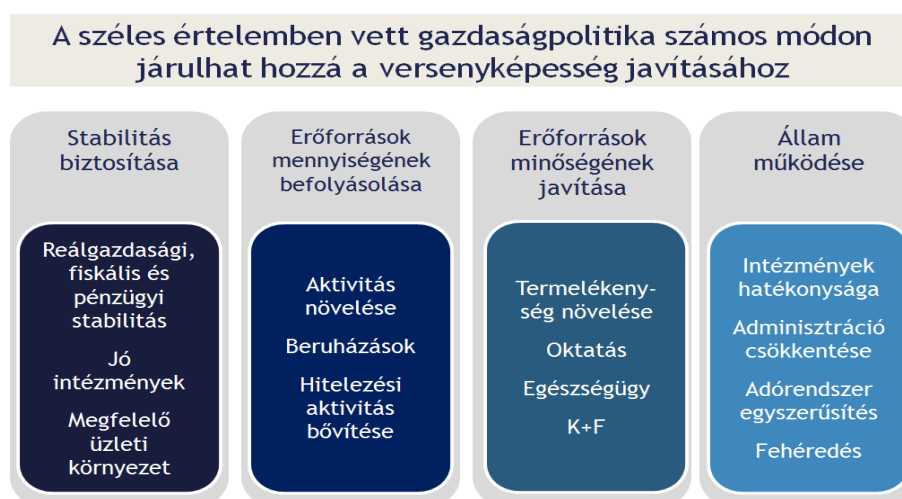 A széles értelemben vett gazdaságpolitika számos módon
járulhat hozzá a versenyképesség javításához
Stabilitás
biztosítása
Reálgazdasági,
fiskális és
pénzügyi
stabilitás
Jó
intézmények
Megfelelő
üzleti
környezet
Erőforrások
mennyiségének
befolyásolása
Aktivitás
növelése
Beruházások
Hitelezési
aktivitás
bővítése
Erőforrások
minőségének
javítása
Termelékeny-
ség növelése
Oktatás
Egészségügy
K+F
Állam
működése
Intézmények
hatékonysága
Adminisztráció
csökkentése
Adórendszer
egyszerűsítés
Fehéredés